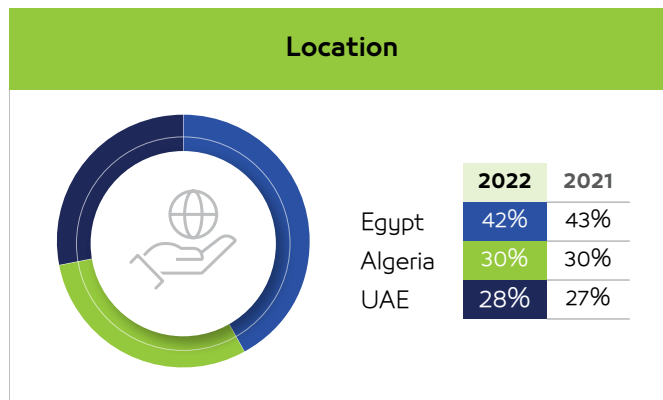 Location
2022 2021
Egypt 42% 43%
Algeria 30% 30%
UAE 28% 27%